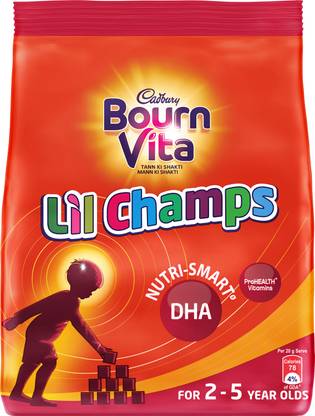 Cadbury
Bourn
Vita
TANN KI SHAKTI
MANN KI SHAKTI
Lil Champs
NUTRI-SMART
DHA
ProHEALTH
Vitamins
Per 20 g Serve
Calories
78
4%
of GDA*
FOR 2-5 YEAR OLDS